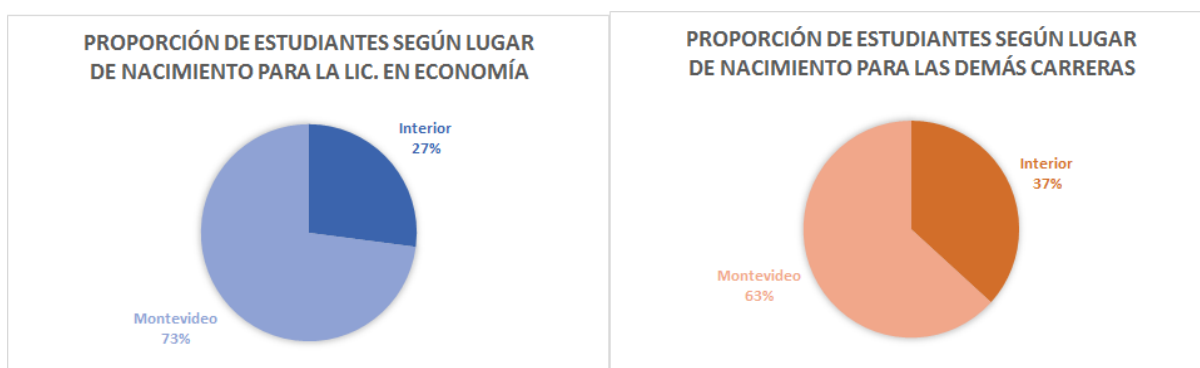 PROPORCIÓN DE ESTUDIANTES SEGÚN LUGAR
DE NACIMIENTO PARA LA LIC. EN ECONOMÍA
Interior
27%
Montevideo
73%
PROPORCIÓN DE ESTUDIANTES SEGÚN LUGAR
DE NACIMIENTO PARA LAS DEMÁS CARRERAS
Interior
37%
Montevideo
63%